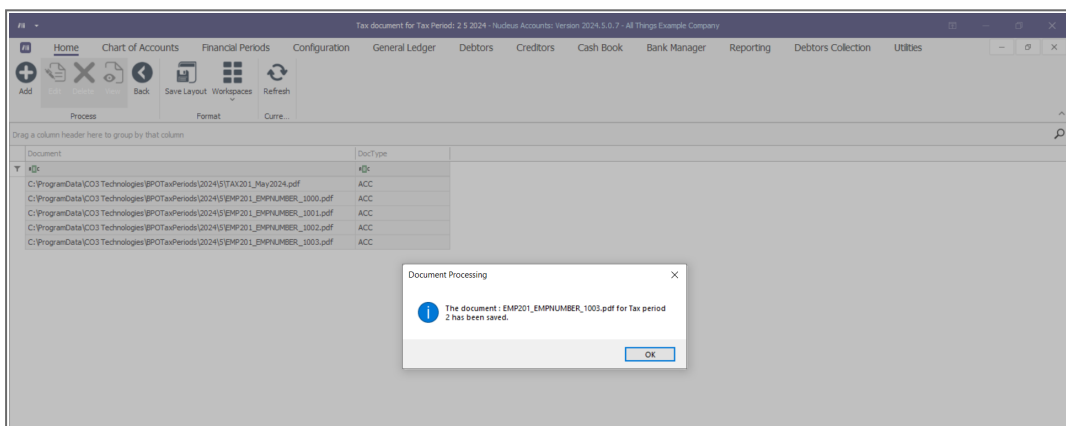 Tax document for Tax Period: 2 5 2024 - Nucleus Accounts: Version 2024.5.0.7 - All Things Example Company
Home Chart of Accounts Financial Periods Configuration General Ledger Debtors Creditors Cash Book Bank Manager Reporting Debtors Collection Utilities
Add Edit Delete View Back Save Layout Workspaces Refresh
Process Format Curre...
Drag a column header here to group by that column
Document DocType
C:\ProgramData\CO3 Technologies\BPOTaxPeriods\2024\5\TAX201_May2024.pdf ACC
C:\ProgramData\CO3 Technologies\BPOTaxPeriods\2024\5\EMP201_EMPNUMBER_1000.pdf ACC
C:\ProgramData\CO3 Technologies\BPOTaxPeriods\2024\5\EMP201_EMPNUMBER_1001.pdf ACC
C:\ProgramData\CO3 Technologies\BPOTaxPeriods\2024\5\EMP201_EMPNUMBER_1002.pdf ACC
C:\ProgramData\CO3 Technologies\BPOTaxPeriods\2024\5\EMP201_EMPNUMBER_1003.pdf ACC
Document Processing
The document : EMP201_EMPNUMBER_1003.pdf for Tax period
2 has been saved.
OK